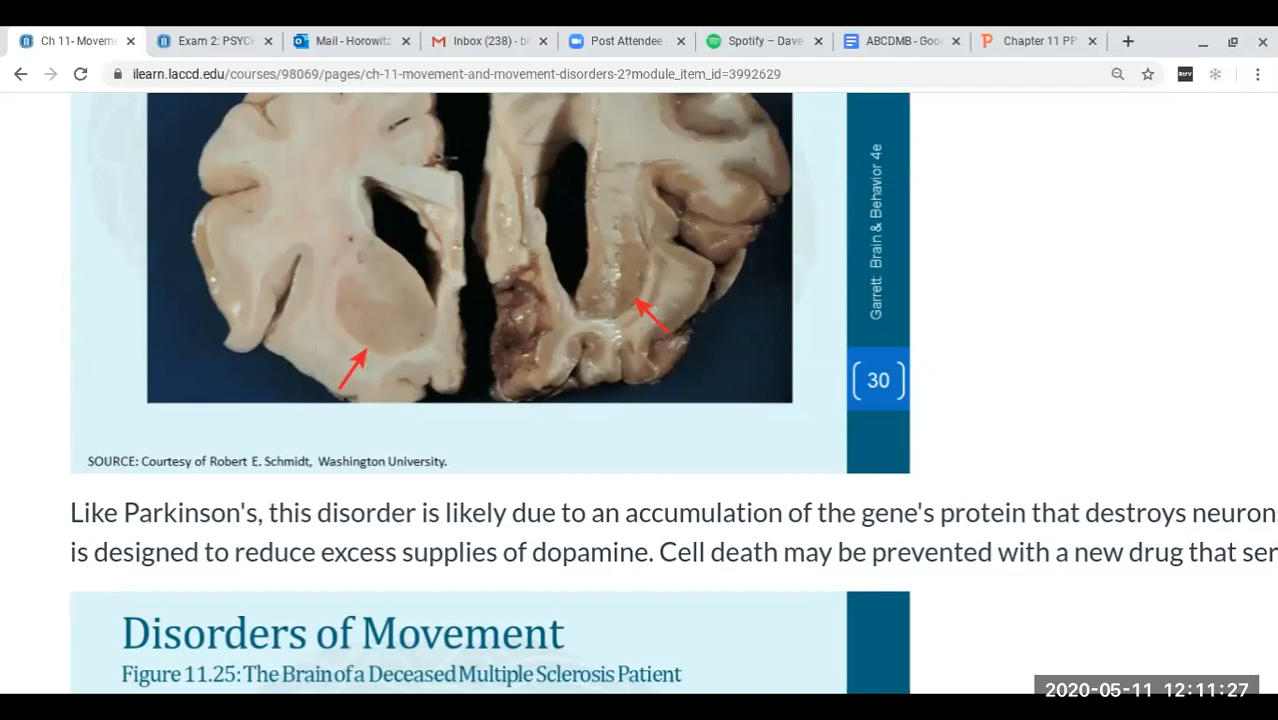 Ch 11- Movem
Exam 2: PSYC
Mail - Horowitz
Inbox (238) - b
Post Attendee
Spotify – Dave
ABCDMB - Goo
Chapter 11 PP
ilearn.laccd.edu/courses/98069/pages/ch-11-movement-and-movement-disorders-2?module_item_id=3992629
Garrett: Brain & Behavior 4e
30
SOURCE: Courtesy of Robert E. Schmidt, Washington University.
Like Parkinson's, this disorder is likely due to an accumulation of the gene's protein that destroys neuron
is designed to reduce excess supplies of dopamine. Cell death may be prevented with a new drug that ser
Disorders of Movement
Figure 11.25: The Brain of a Deceased Multiple Sclerosis Patient
2020-05-11 12:11:27